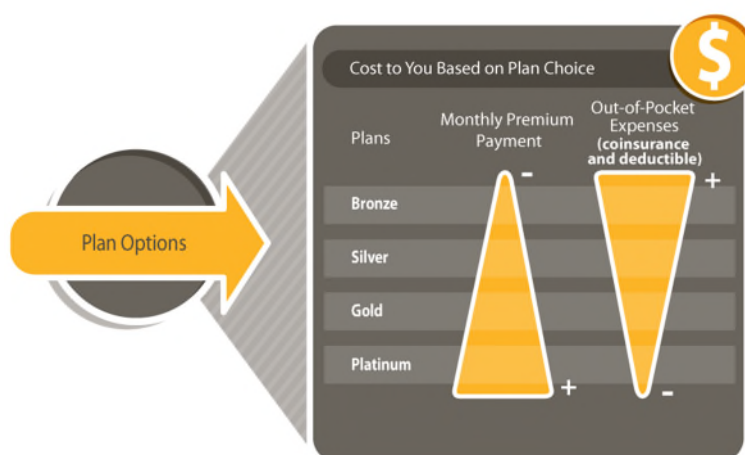 $
Cost to You Based on Plan Choice
Plans
Monthly Premium
Payment
Out-of-Pocket
Expenses
(coinsurance
and deductible)
- +
Bronze
Silver
Gold
Platinum
+ -
Plan Options